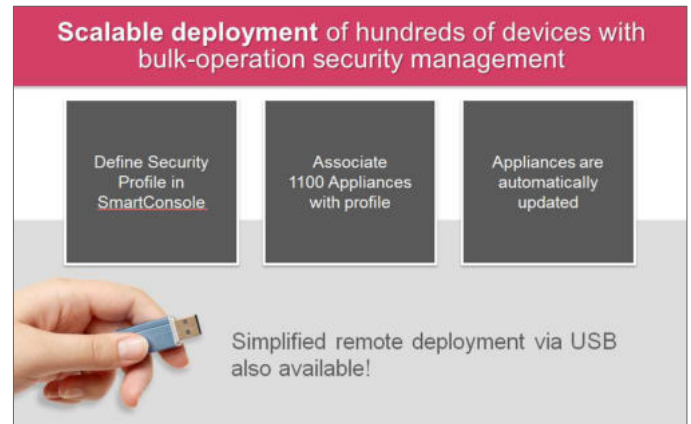 Scalable deployment of hundreds of devices with
bulk-operation security management
Define Security
Profile in
SmartConsole
Associate
1100 Appliances
with profile
Appliances are
automatically
updated
Simplified remote deployment via USB
also available!